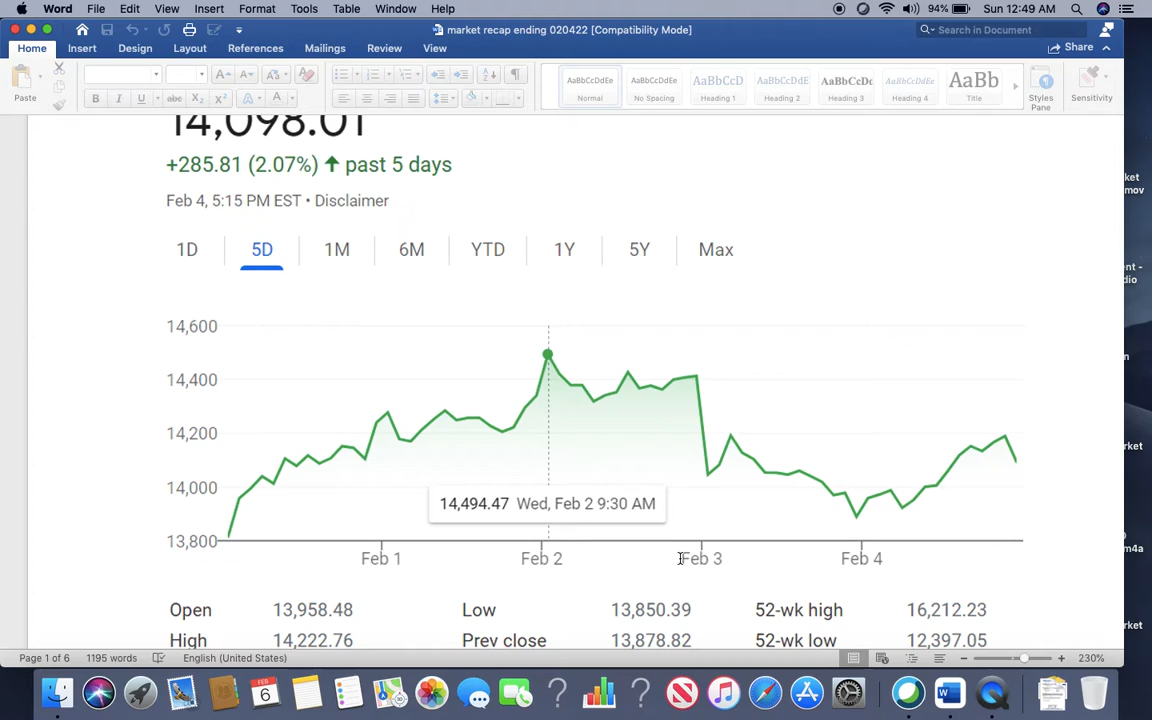 Word File Edit View Insert Format Tools Table Window Help 94% Sun 12:49 AM
market recap ending 020422 [Compatibility Mode] Search in Document
Home Insert Design Layout References Mailings Review View Share
Paste
B I U abc X2 X2 A A
AaBbCcDdEe AaBbCcDdEe AaBbCcD AaBbCcDdEe AaBbCcDc AaBbCcDdEe AaBb
Normal No Spacing Heading 1 Heading 2 Heading 3 Heading 4 Title
Styles Pane Sensitivity
14,098.01
+285.81 (2.07%) ↑ past 5 days
Feb 4, 5:15 PM EST • Disclaimer
1D 5D 1M 6M YTD 1Y 5Y Max
14,600
14,400
14,200
14,000
13,800
14,494.47 Wed, Feb 2 9:30 AM
Feb 1 Feb 2 Feb 3 Feb 4
Open 13,958.48 Low 13,850.39 52-wk high 16,212.23
High 14,222.76 Prev close 13,878.82 52-wk low 12,397.05
Page 1 of 6 1195 words English (United States) 230%
FEB
6